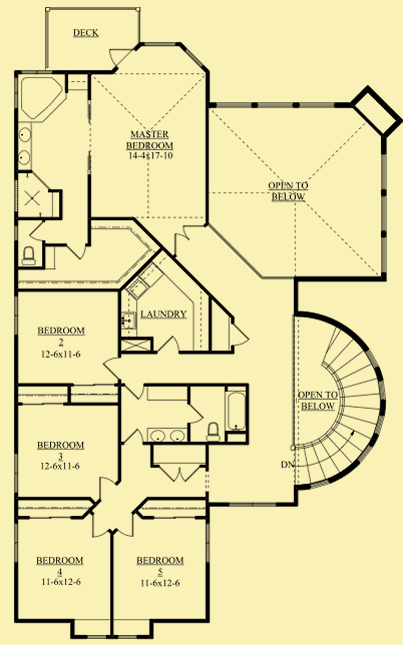 DECK
MASTER
BEDROOM
14-4x17-10
OPEN TO
BELOW
LAUNDRY
BEDROOM
2
12-6x11-6
OPEN TO
BELOW
BEDROOM
3
12-6x11-6
DN
BEDROOM
4
11-6x12-6
BEDROOM
5
11-6x12-6